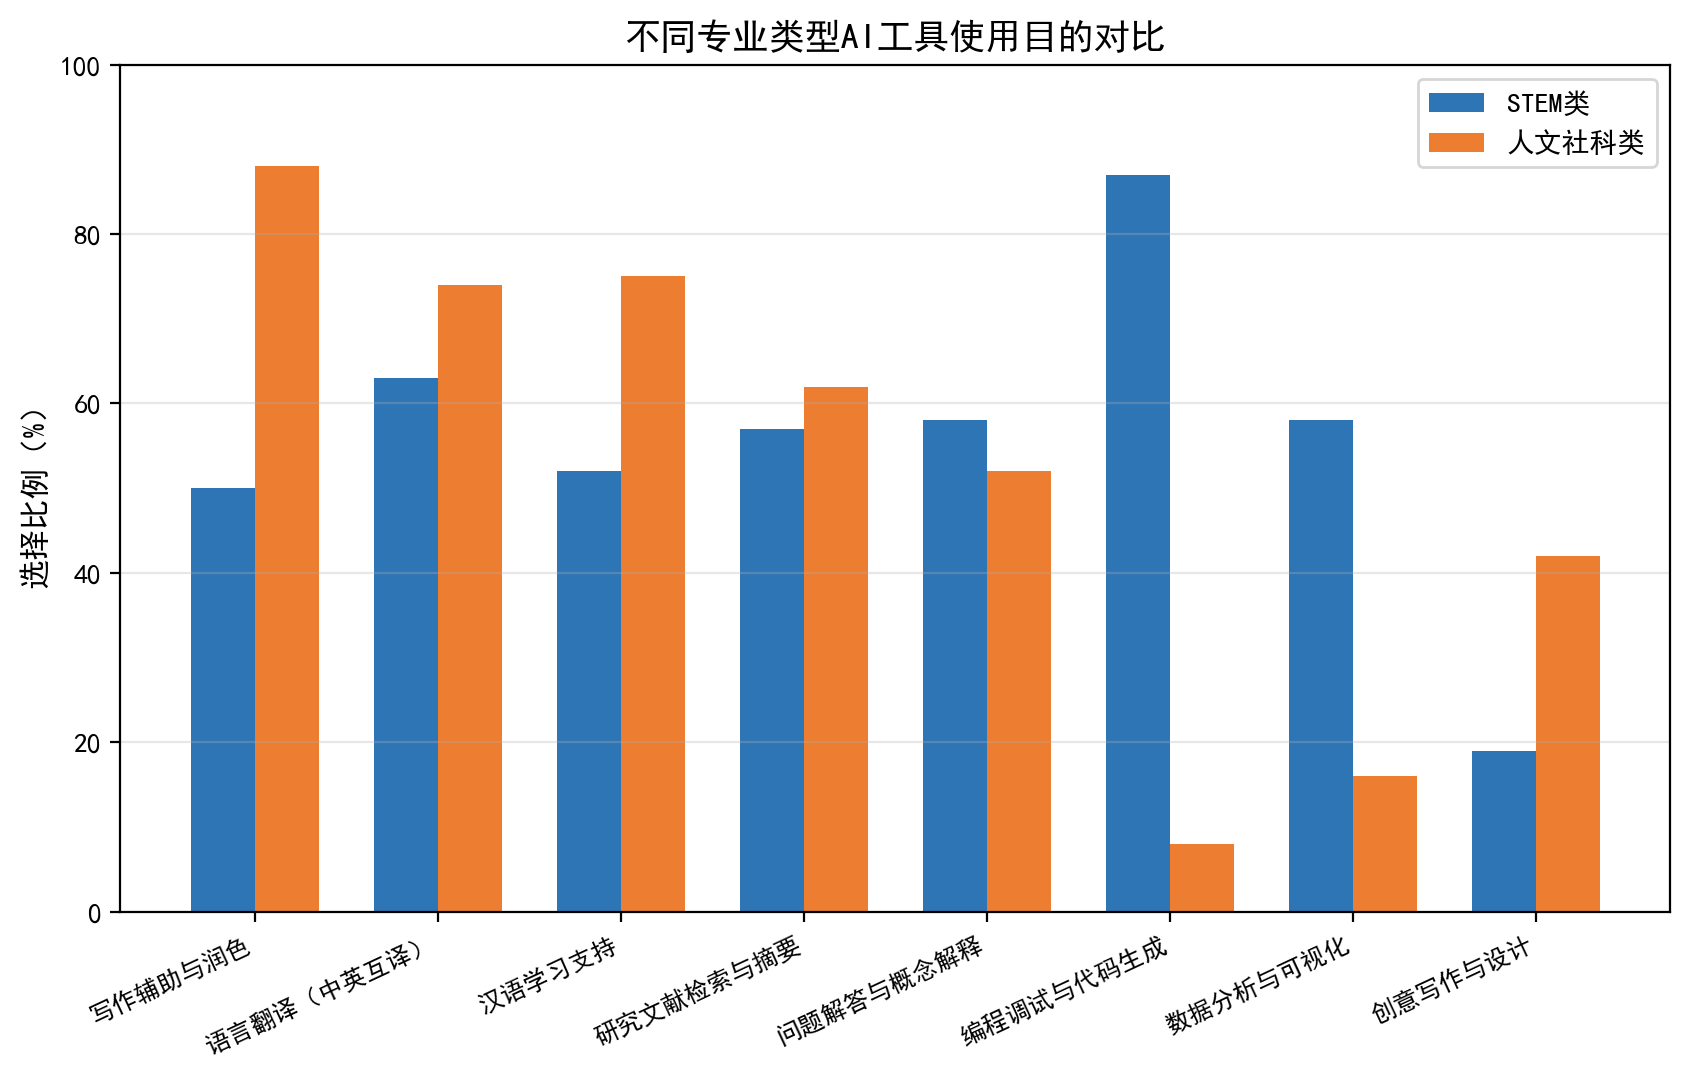 不同专业类型AI工具使用目的对比
STEM类
人文社科类
选择比例（%）
100
80
60
40
20
0
写作辅助与润色
语言翻译（中英互译）
汉语学习支持
研究文献检索与摘要
问题解答与概念解释
编程调试与代码生成
数据分析与可视化
创意写作与设计